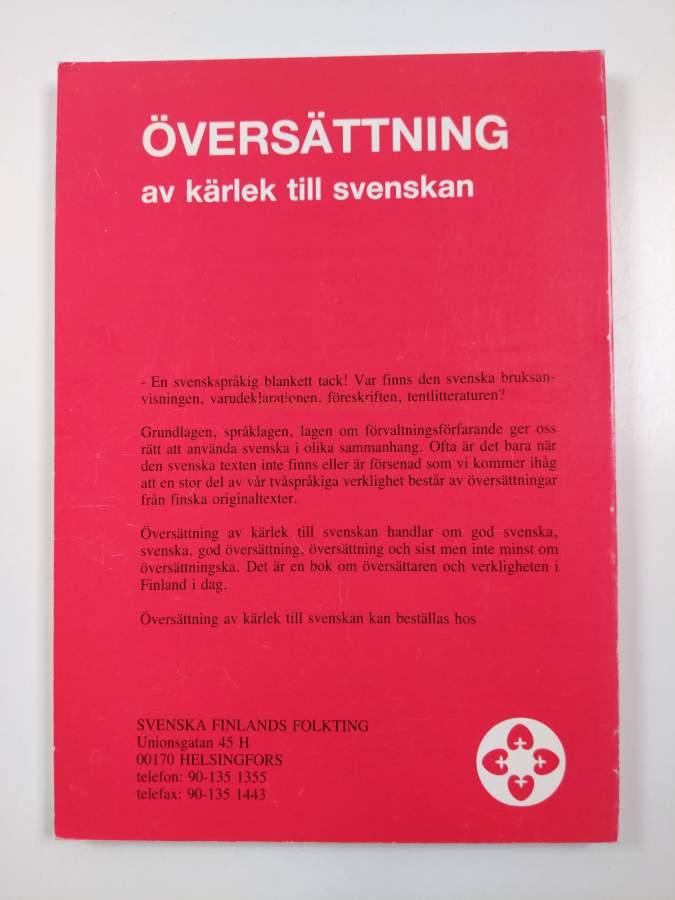 ÖVERSÄTTNING
av kärlek till svenskan
- En svenskspråkig blankett tack! Var finns den svenska bruksan-
visningen, varudeklarationen, föreskriften, tentlitteraturen?
Grundlagen, språklagen, lagen om förvaltningsförfarande ger oss
rätt att använda svenska i olika sammanhang. Ofta är det bara när
den svenska texten inte finns eller är försenad som vi kommer ihåg
att en stor del av vår tvåspråkiga verklighet består av översättningar
från finska originaltexter.
Översättning av kärlek till svenskan handlar om god svenska,
svenska, god översättning, översättning och sist men inte minst om
översättningska. Det är en bok om översättaren och verkligheten i
Finland i dag.
Översättning av kärlek till svenskan kan beställas hos
SVENSKA FINLANDS FOLKTING
Unionsgatan 45 H
00170 HELSINGFORS
telefon: 90-135 1355
telefax: 90-135 1443